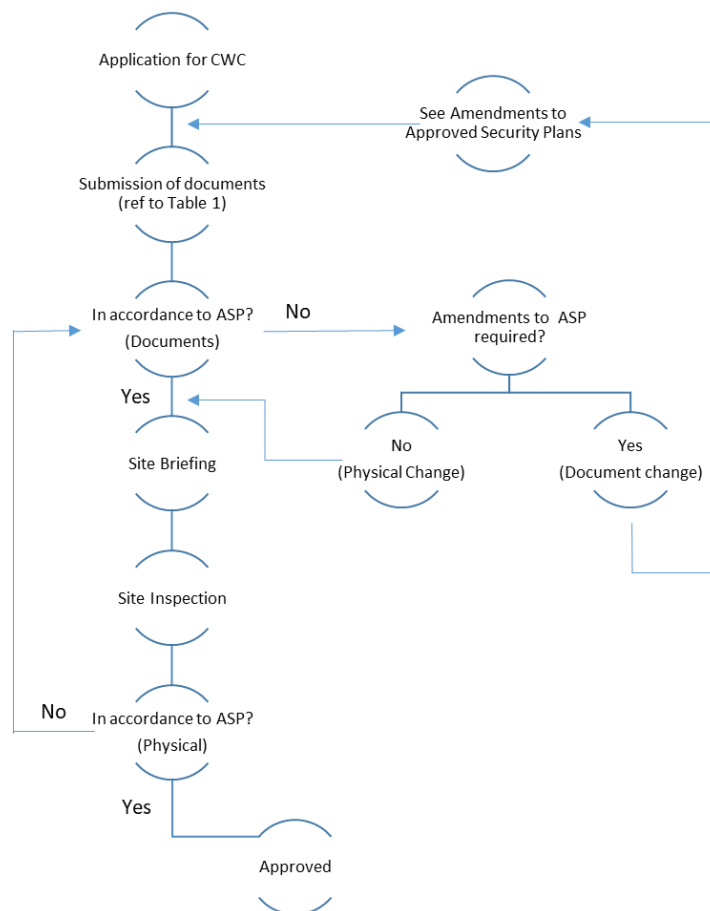 Application for CWC
See Amendments to
Approved Security Plans
Submission of documents
(ref to Table 1)
In accordance to ASP?
(Documents)
No
Amendments to ASP
required?
Yes
No
(Physical Change)
Yes
(Document change)
Site Briefing
Site Inspection
No
In accordance to ASP?
(Physical)
Yes
Approved